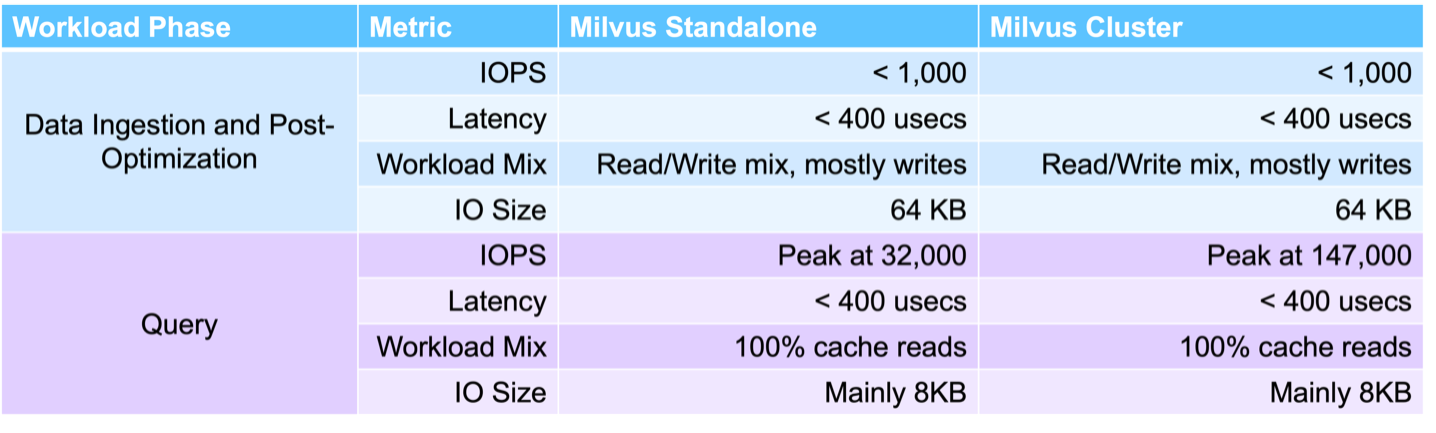 Workload Phase Metric Milvus Standalone Milvus Cluster
Data Ingestion and Post-
Optimization
IOPS < 1,000 < 1,000
Latency < 400 usecs < 400 usecs
Workload Mix Read/Write mix, mostly writes Read/Write mix, mostly writes
IO Size 64 KB 64 KB
Query
IOPS Peak at 32,000 Peak at 147,000
Latency < 400 usecs < 400 usecs
Workload Mix 100% cache reads 100% cache reads
IO Size Mainly 8KB Mainly 8KB